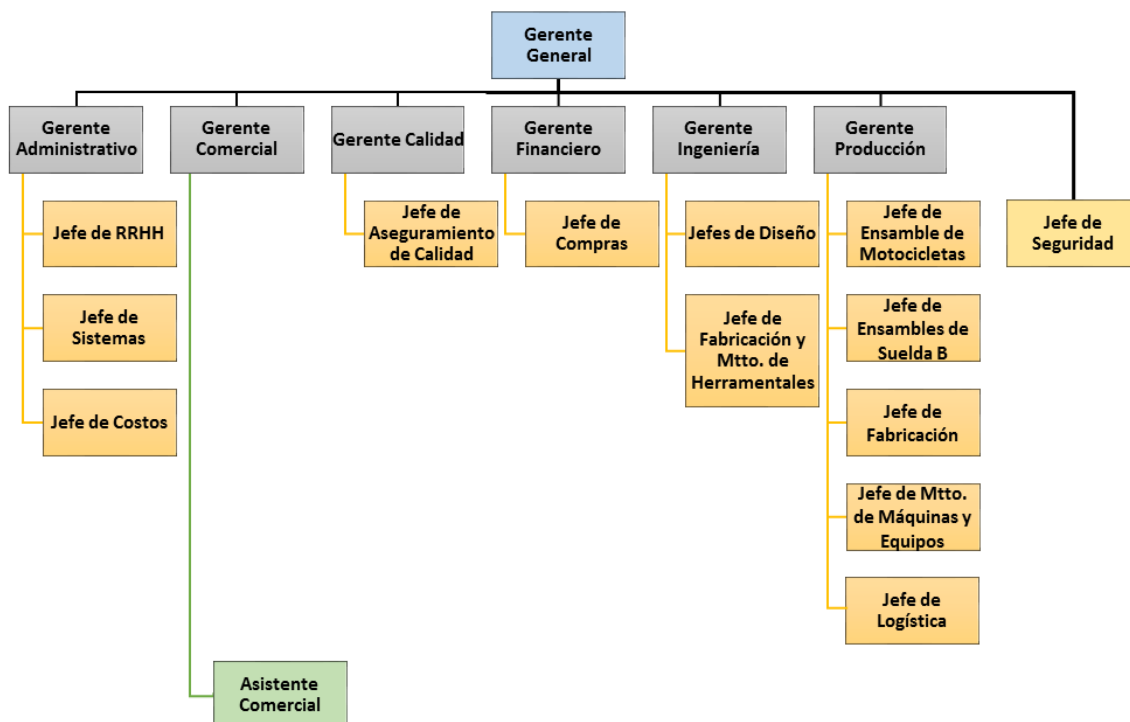 Gerente
General
Gerente
Administrativo
Gerente
Comercial
Gerente Calidad
Gerente
Financiero
Gerente
Ingeniería
Gerente
Producción
Jefe de RRHH
Jefe de
Aseguramiento
de Calidad
Jefe de
Compras
Jefes de Diseño
Jefe de
Ensamble de
Motocicletas
Jefe de
Seguridad
Jefe de
Sistemas
Jefe de
Fabricación y
Mtto. de
Herramentales
Jefe de
Ensambles de
Suelda B
Jefe de Costos
Jefe de
Fabricación
Jefe de Mtto.
de Máquinas y
Equipos
Jefe de
Logística
Asistente
Comercial